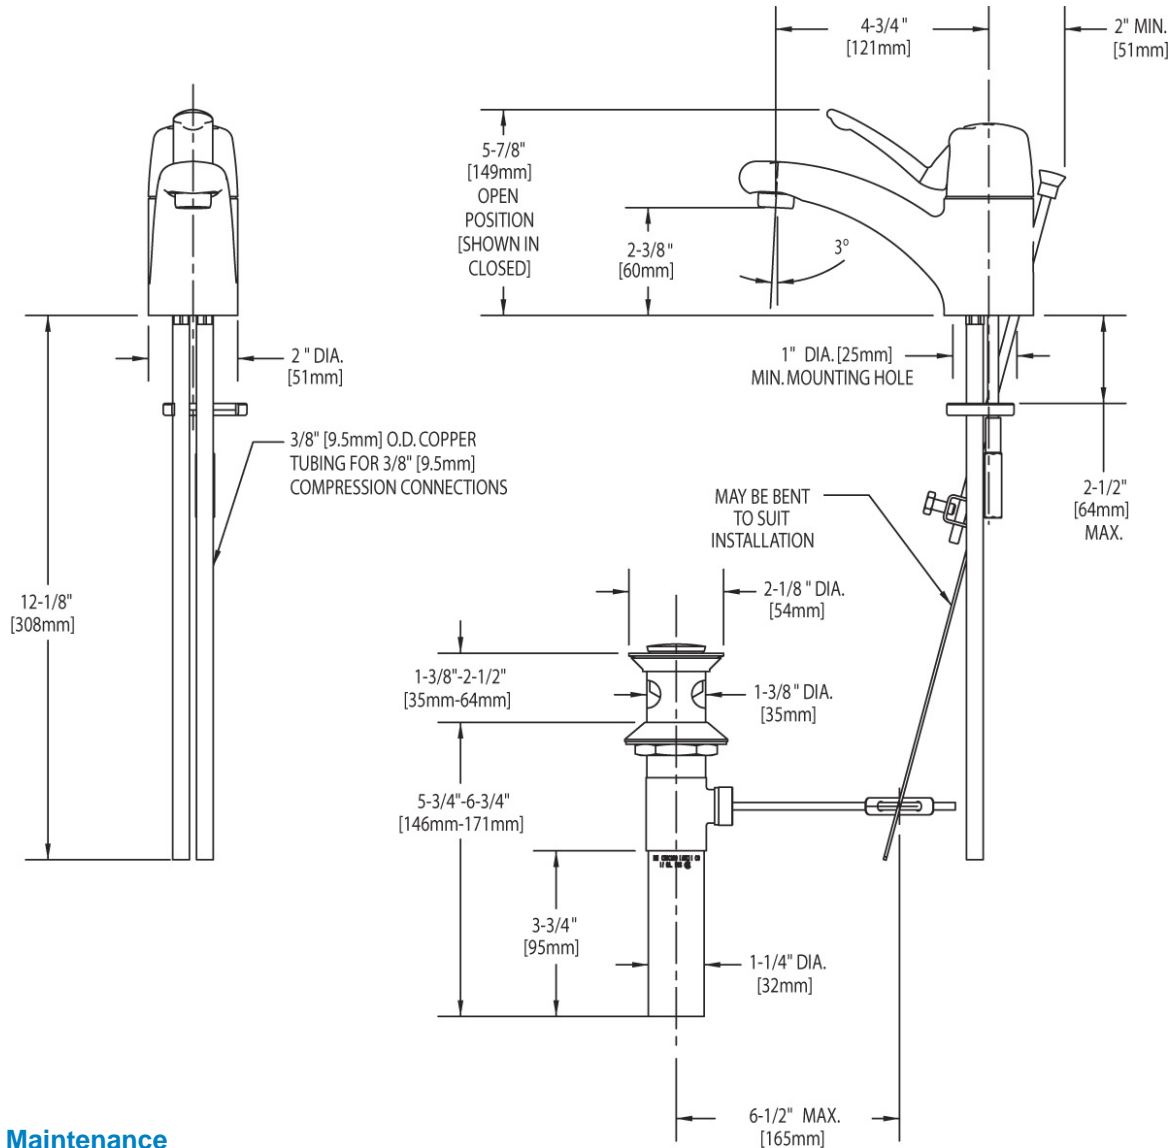 4-3/4"
[121mm]
2" MIN.
[51mm]
5-7/8"
[149mm]
OPEN
POSITION
[SHOWN IN
CLOSED]
2-3/8"
[60mm]
3°
2" DIA.
[51mm]
1" DIA. [25mm]
MIN. MOUNTING HOLE
3/8" [9.5mm] O.D. COPPER
TUBING FOR 3/8" [9.5mm]
COMPRESSION CONNECTIONS
2-1/2"
[64mm]
MAX.
MAY BE BENT
TO SUIT
INSTALLATION
12-1/8"
[308mm]
2-1/8" DIA.
[54mm]
1-3/8"-2-1/2"
[35mm-64mm]
1-3/8" DIA.
[35mm]
5-3/4"-6-3/4"
[146mm-171mm]
3-3/4"
[95mm]
1-1/4" DIA.
[32mm]
6-1/2" MAX.
[165mm]
Maintenance